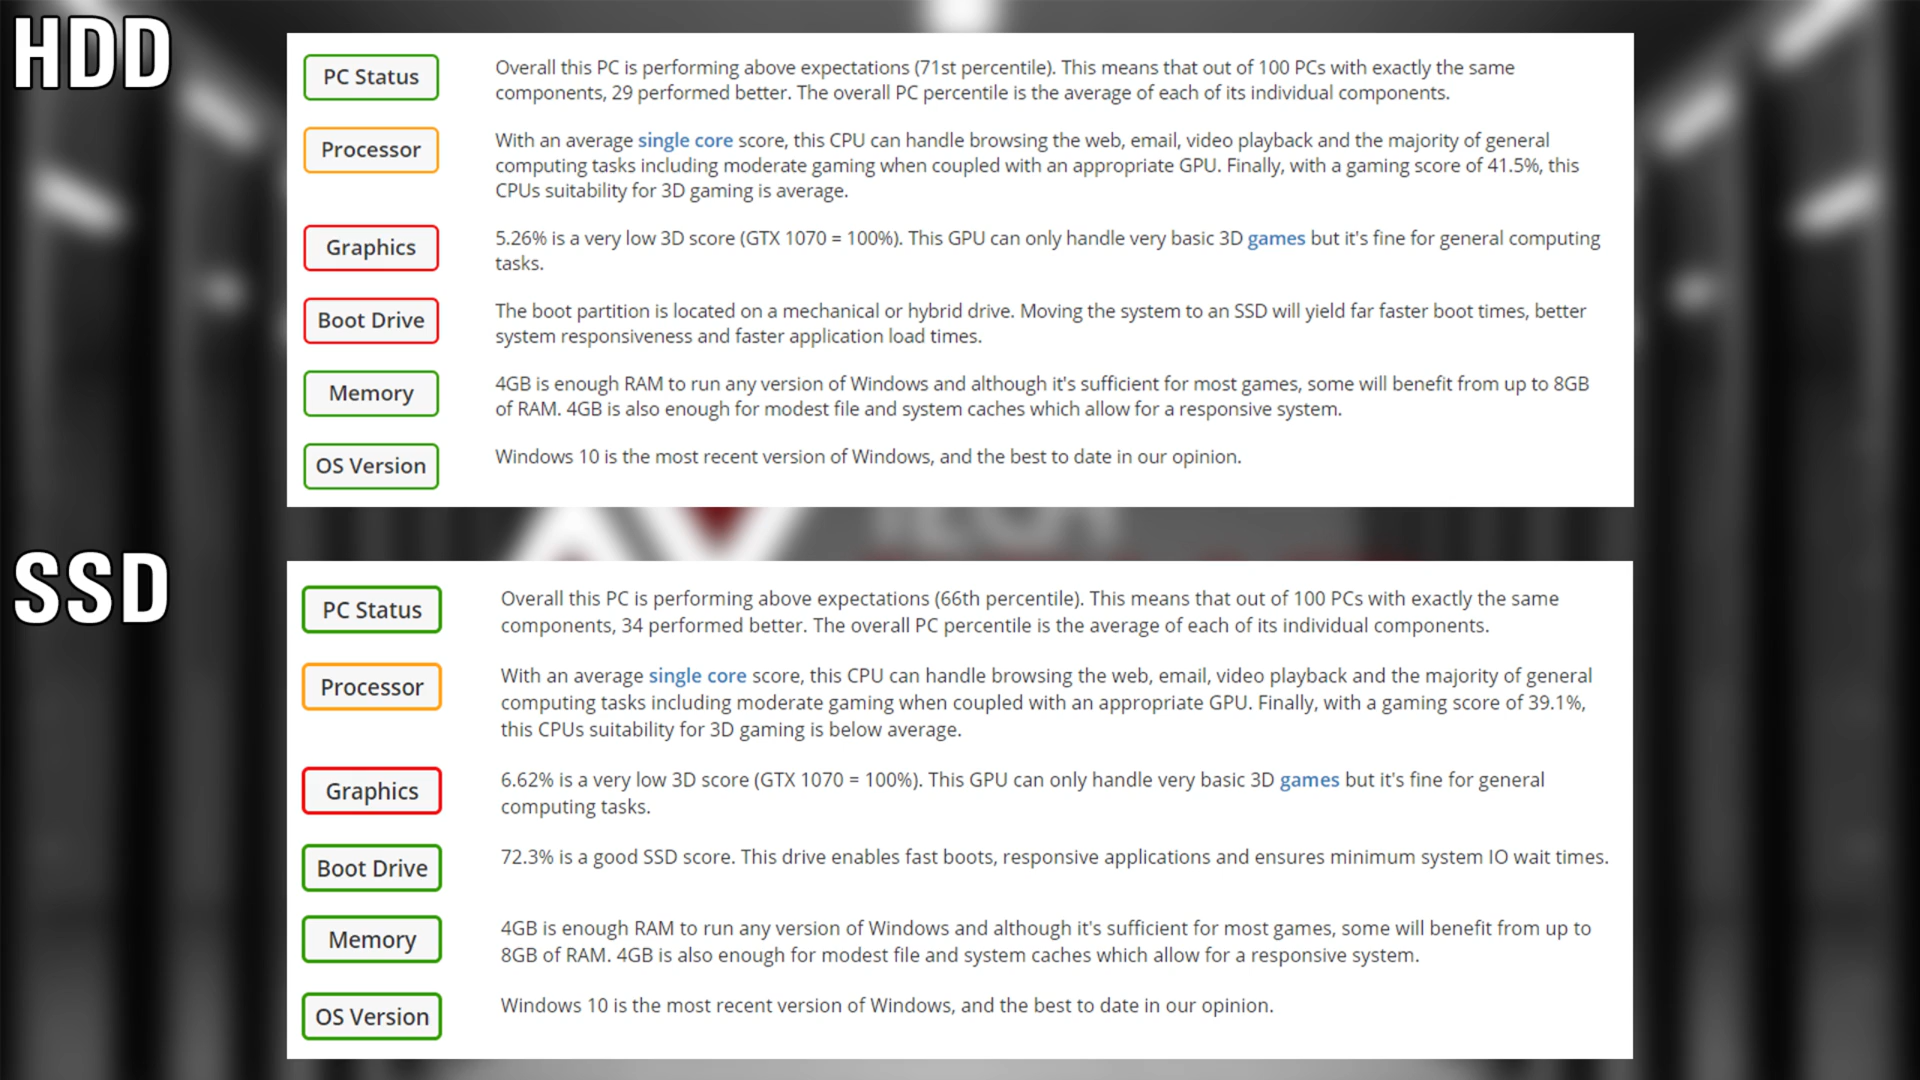 HDD
PC Status
Overall this PC is performing above expectations (71st percentile). This means that out of 100 PCs with exactly the same
components, 29 performed better. The overall PC percentile is the average of each of its individual components.
Processor
With an average single core score, this CPU can handle browsing the web, email, video playback and the majority of general
computing tasks including moderate gaming when coupled with an appropriate GPU. Finally, with a gaming score of 41.5%, this
CPUs suitability for 3D gaming is average.
Graphics
5.26% is a very low 3D score (GTX 1070 = 100%). This GPU can only handle very basic 3D games but it's fine for general computing
tasks.
Boot Drive
The boot partition is located on a mechanical or hybrid drive. Moving the system to an SSD will yield far faster boot times, better
system responsiveness and faster application load times.
Memory
4GB is enough RAM to run any version of Windows and although it's sufficient for most games, some will benefit from up to 8GB
of RAM. 4GB is also enough for modest file and system caches which allow for a responsive system.
OS Version
Windows 10 is the most recent version of Windows, and the best to date in our opinion.
SSD
PC Status
Overall this PC is performing above expectations (66th percentile). This means that out of 100 PCs with exactly the same
components, 34 performed better. The overall PC percentile is the average of each of its individual components.
Processor
With an average single core score, this CPU can handle browsing the web, email, video playback and the majority of general
computing tasks including moderate gaming when coupled with an appropriate GPU. Finally, with a gaming score of 39.1%,
this CPUs suitability for 3D gaming is below average.
Graphics
6.62% is a very low 3D score (GTX 1070 = 100%). This GPU can only handle very basic 3D games but it's fine for general
computing tasks.
Boot Drive
72.3% is a good SSD score. This drive enables fast boots, responsive applications and ensures minimum system IO wait times.
Memory
4GB is enough RAM to run any version of Windows and although it's sufficient for most games, some will benefit from up to
8GB of RAM. 4GB is also enough for modest file and system caches which allow for a responsive system.
OS Version
Windows 10 is the most recent version of Windows, and the best to date in our opinion.